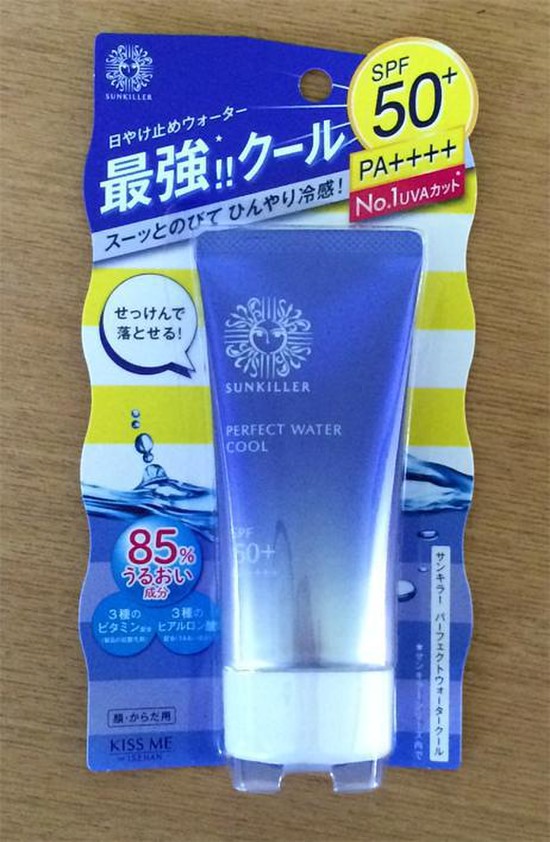 SUNKILLER
日やけ止めウォーター
最強*!!クール
スーッとのびて ひんやり冷感!
SPF
50+
PA++++
No.1UVAカット*
せっけんで
落とせる!
SUNKILLER
PERFECT WATER
COOL
SPF
50+
85%
うるおい
成分
3種の
ビタミン配合
3種の
ヒアルロン酸
サンキラー パーフェクトウォータークール
顔・からだ用
KISS ME
ISEHAN